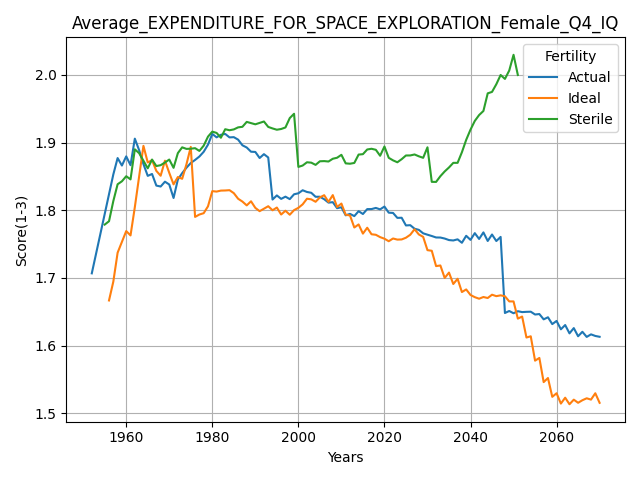 Average_EXPENDITURE_FOR_SPACE_EXPLORATION_Female_Q4_IQ
Fertility
Actual
Ideal
Sterile
Score(1-3)
2.0
1.9
1.8
1.7
1.6
1.5
1960 1980 2000 2020 2040 2060
Years